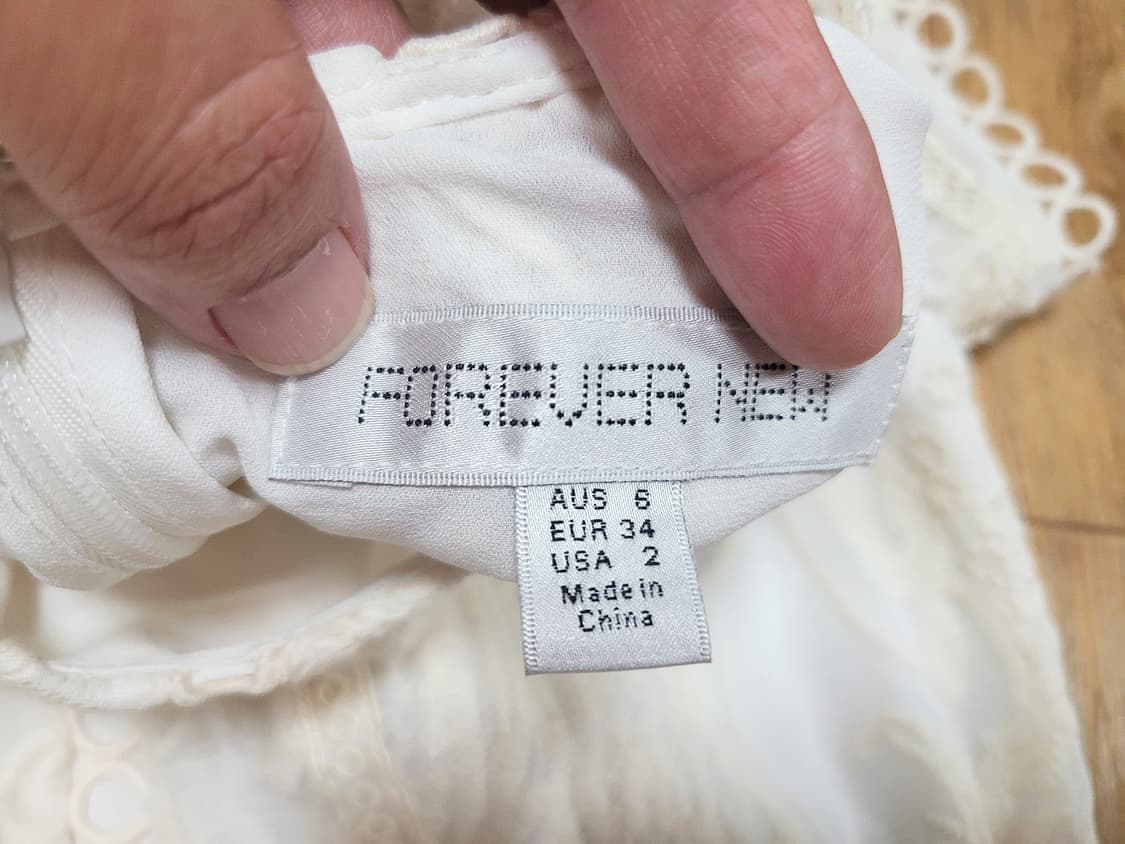 FOREVER NEW
AUS 6
EUR 34
USA 2
Made in
China